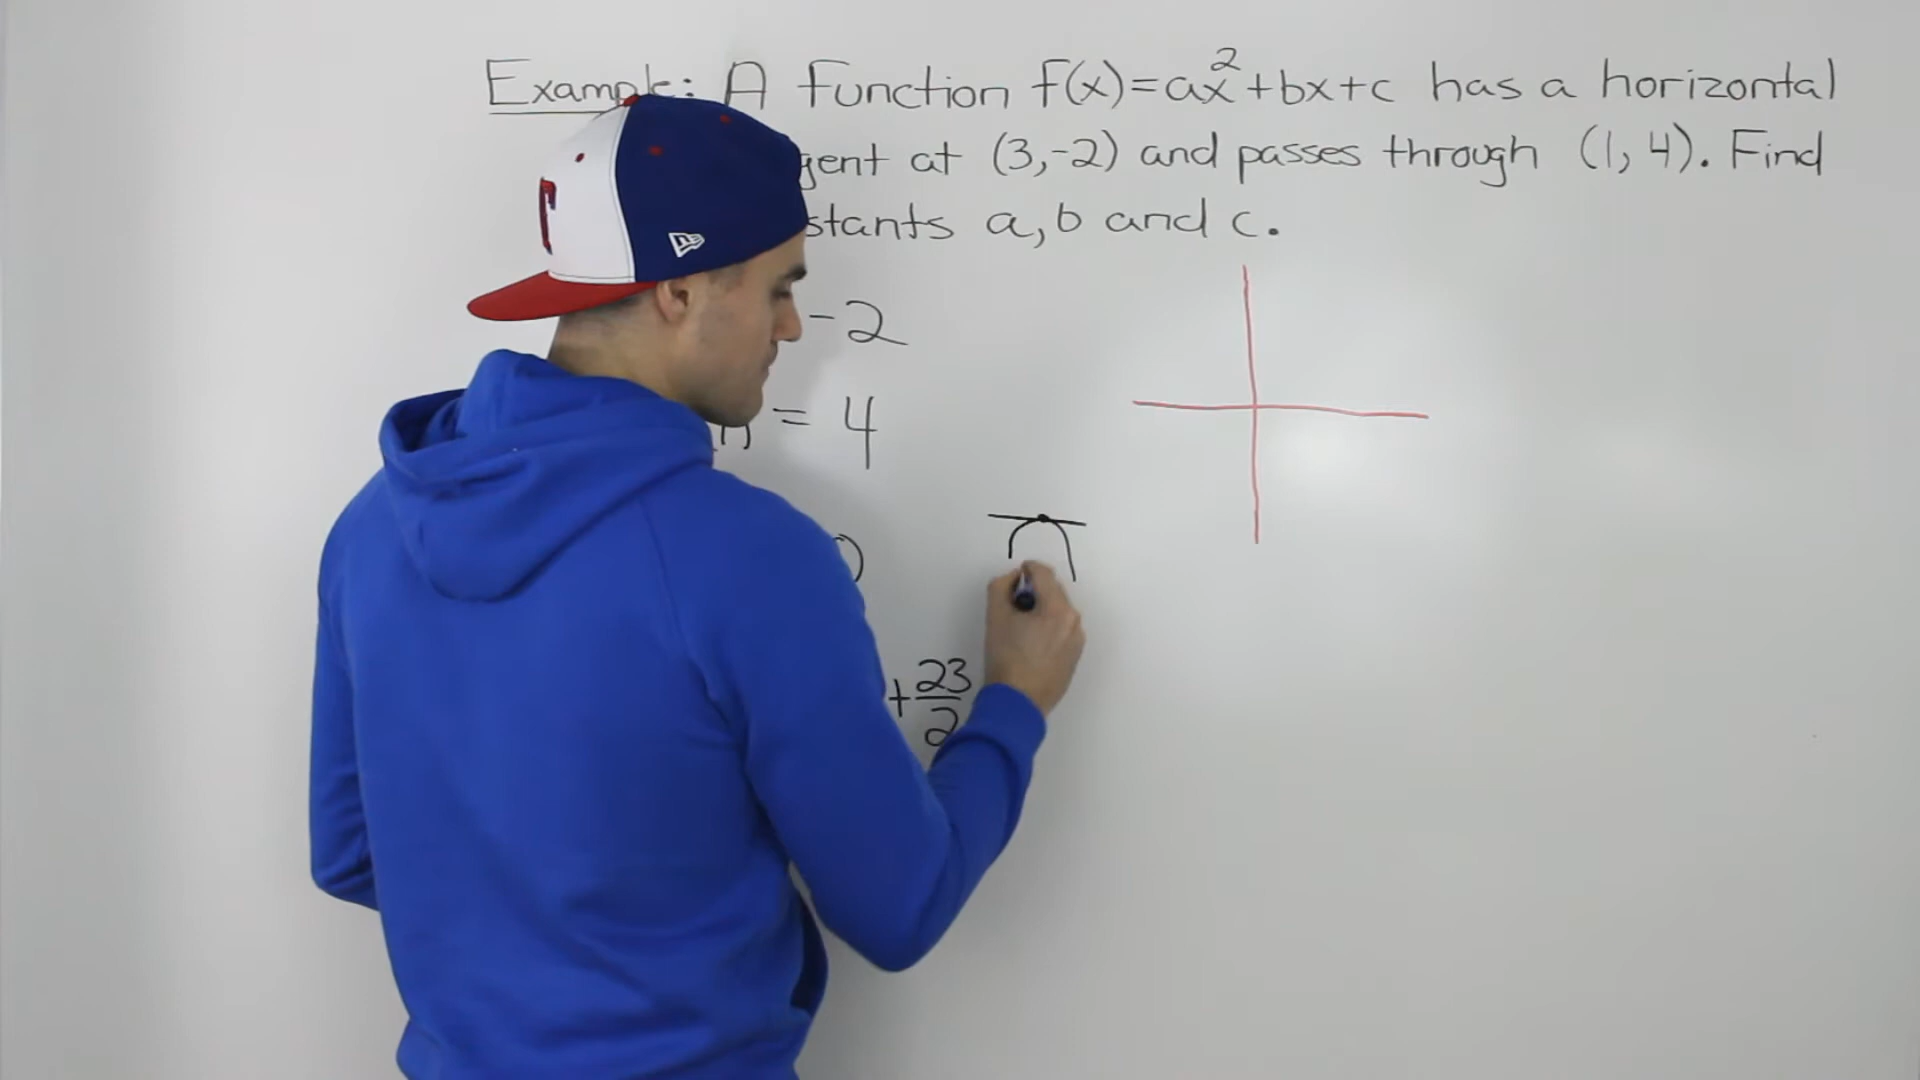 Example: A function f(x)=ax²+bx+c has a horizontal
gent at (3,-2) and passes through (1,4). Find
stants a, b and c.
-2
= 4
+23/2